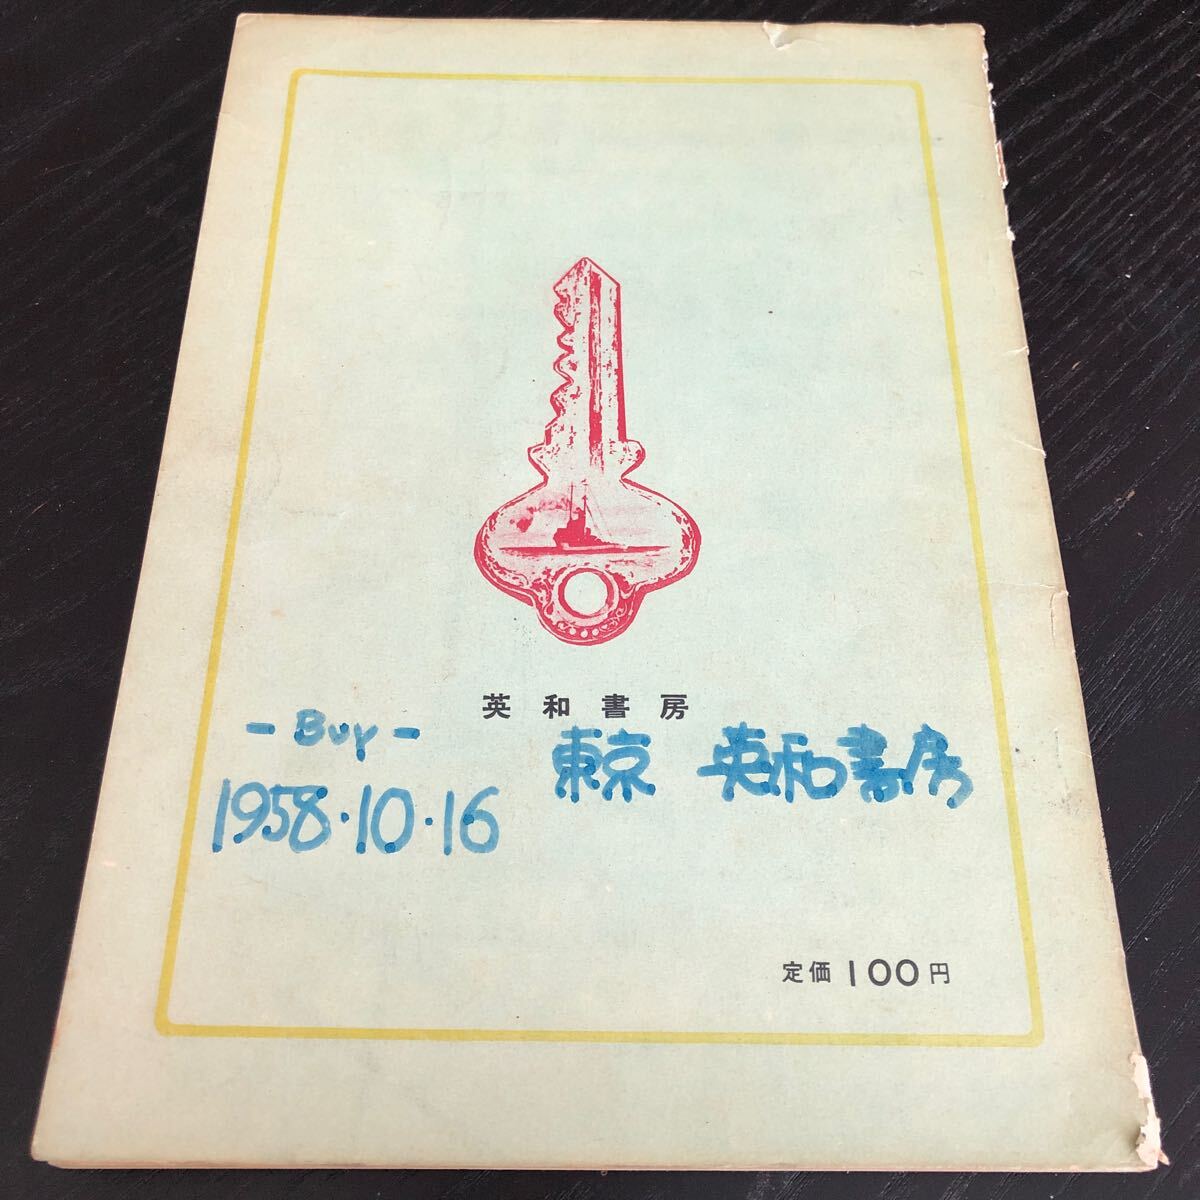 英和書房
- Buy -
1958・10・16
東京 英和書房
定価 100円